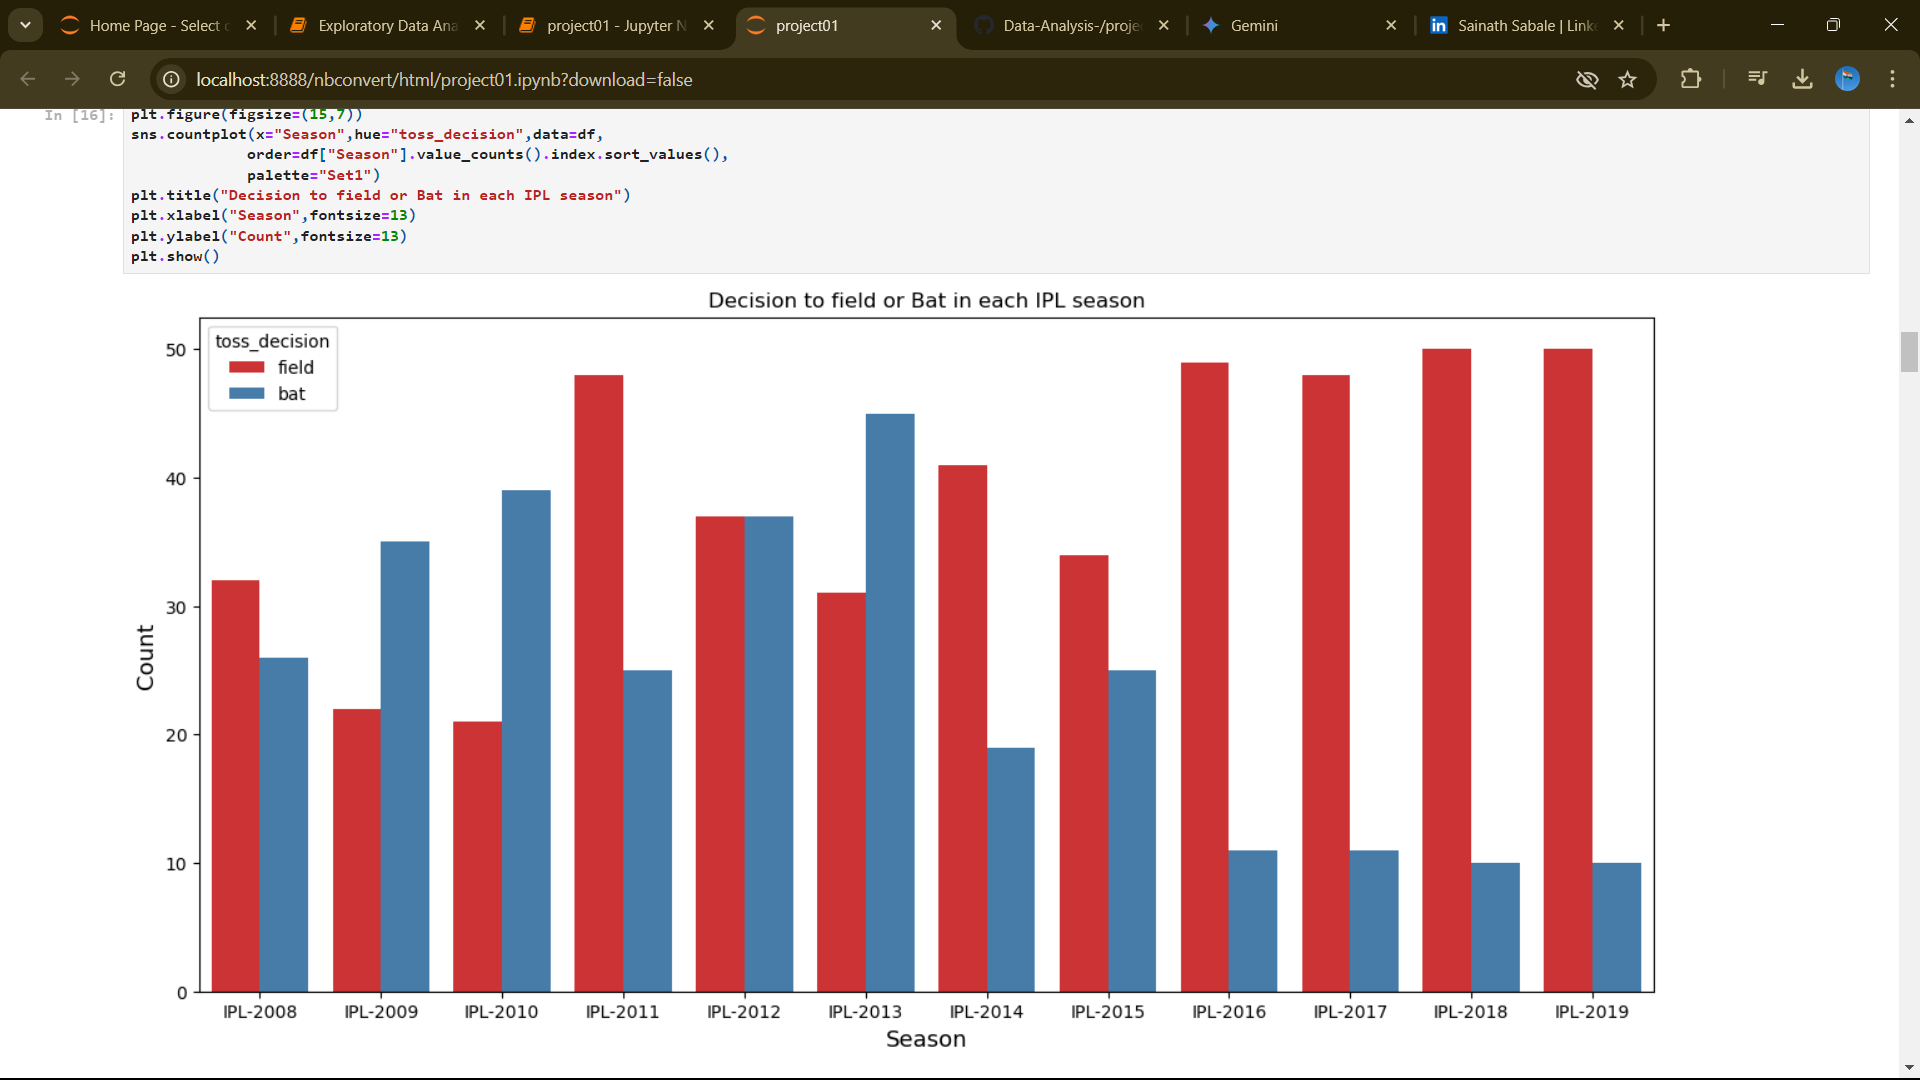 Home Page - Select
Exploratory Data Ana
project01 - Jupyter N
project01
Data-Analysis-/proje
Gemini
in Sainath Sabale | Linke
localhost:8888/nbconvert/html/project01.ipynb?download=false
In [16]: plt.figure(figsize=(15,7))
sns.countplot(x="Season",hue="toss_decision",data=df,
order=df["Season"].value_counts().index.sort_values(),
palette="Set1")
plt.title("Decision to field or Bat in each IPL season")
plt.xlabel("Season",fontsize=13)
plt.ylabel("Count",fontsize=13)
plt.show()
Decision to field or Bat in each IPL season
toss_decision
field
bat
50
40
30
20
10
0
Count
IPL-2008 IPL-2009 IPL-2010 IPL-2011 IPL-2012 IPL-2013 IPL-2014 IPL-2015 IPL-2016 IPL-2017 IPL-2018 IPL-2019
Season